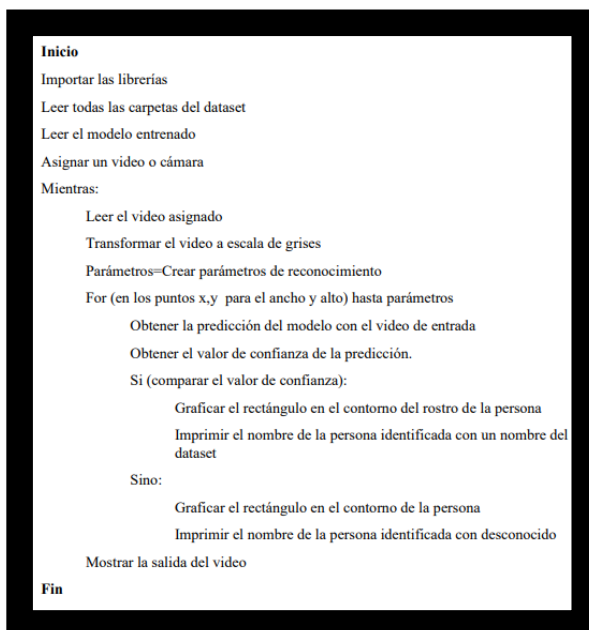 Inicio
Importar las librerías
Leer todas las carpetas del dataset
Leer el modelo entrenado
Asignar un video o cámara
Mientras:
Leer el video asignado
Transformar el video a escala de grises
Parámetros=Crear parámetros de reconocimiento
For (en los puntos x,y para el ancho y alto) hasta parámetros
Obtener la predicción del modelo con el video de entrada
Obtener el valor de confianza de la predicción.
Si (comparar el valor de confianza):
Graficar el rectángulo en el contorno del rostro de la persona
Imprimir el nombre de la persona identificada con un nombre del
dataset
Sino:
Graficar el rectángulo en el contorno de la persona
Imprimir el nombre de la persona identificada con desconocido
Mostrar la salida del video
Fin